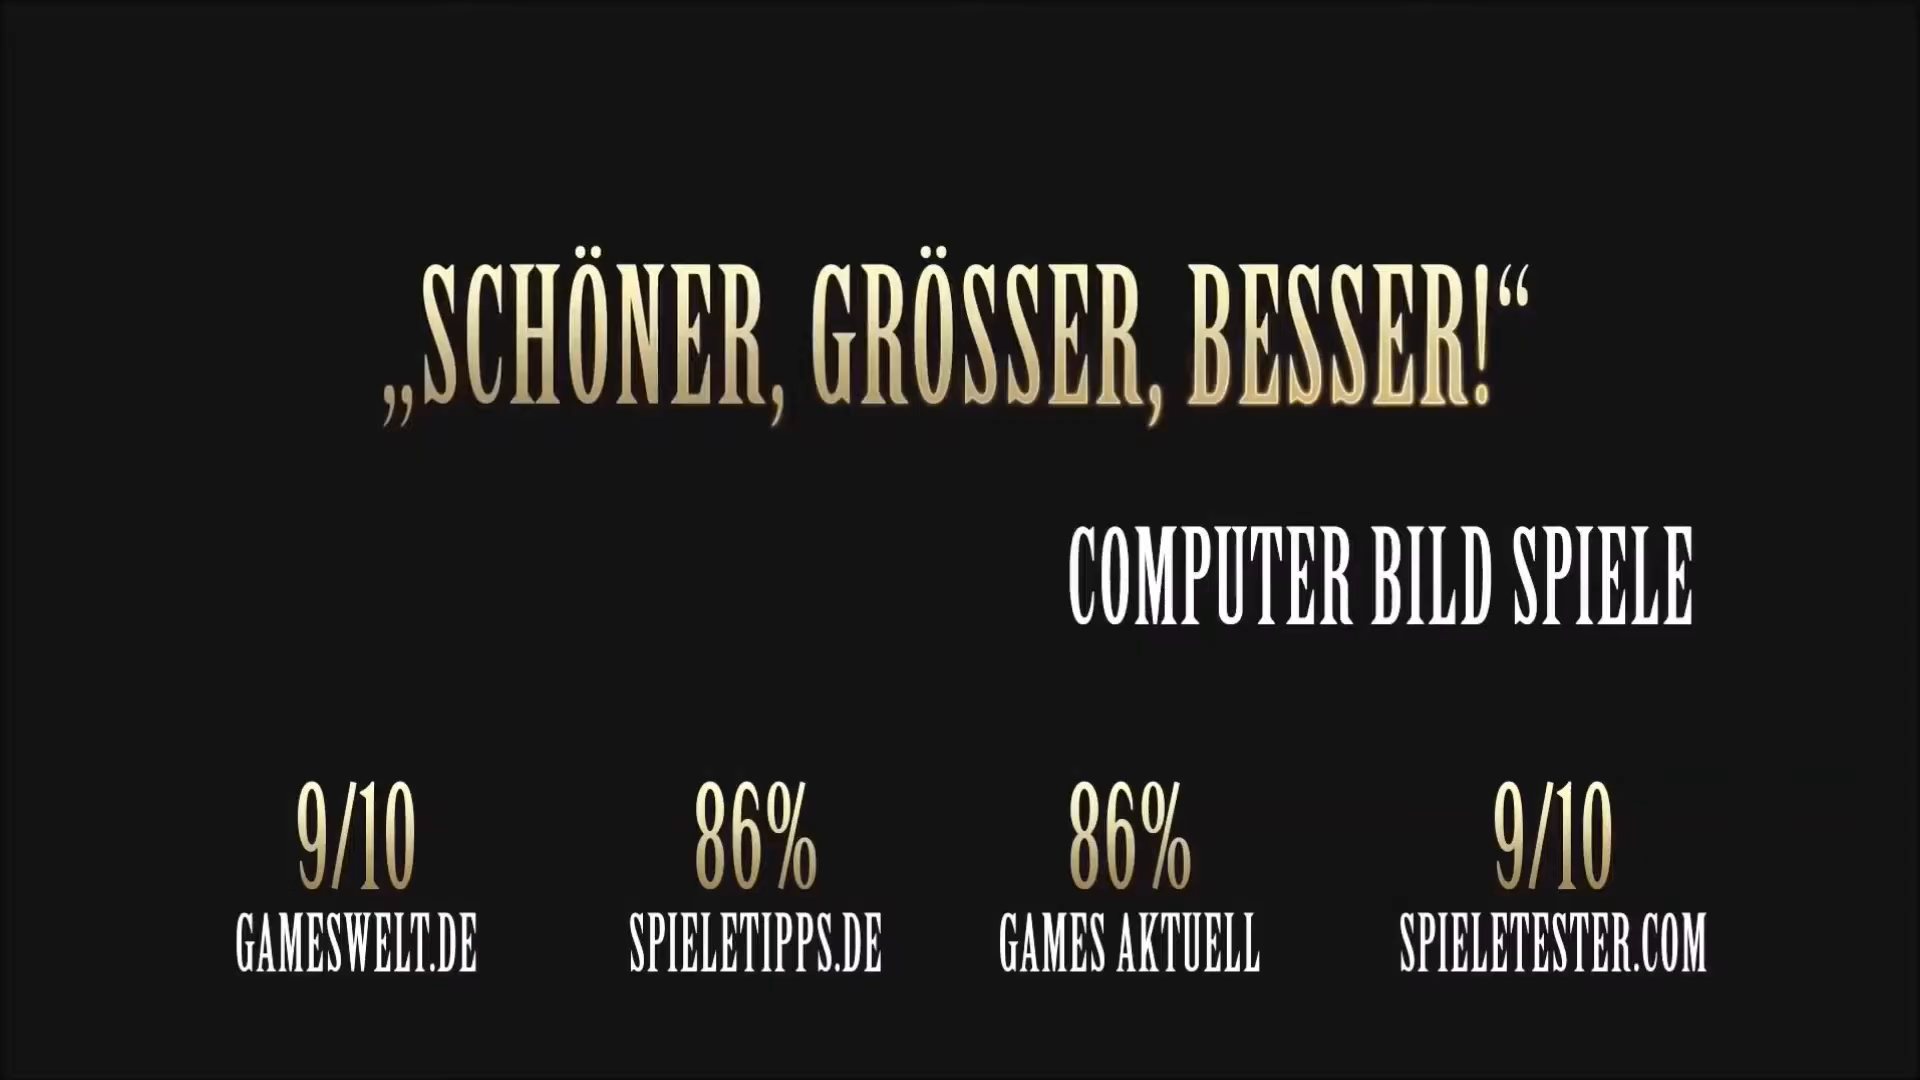 „SCHÖNER, GRÖSSER, BESSER!“
COMPUTER BILD SPIELE
9/10 86% 86% 9/10
GAMESWELT.DE SPIELETIPPS.DE GAMES AKTUELL SPIELETESTER.COM